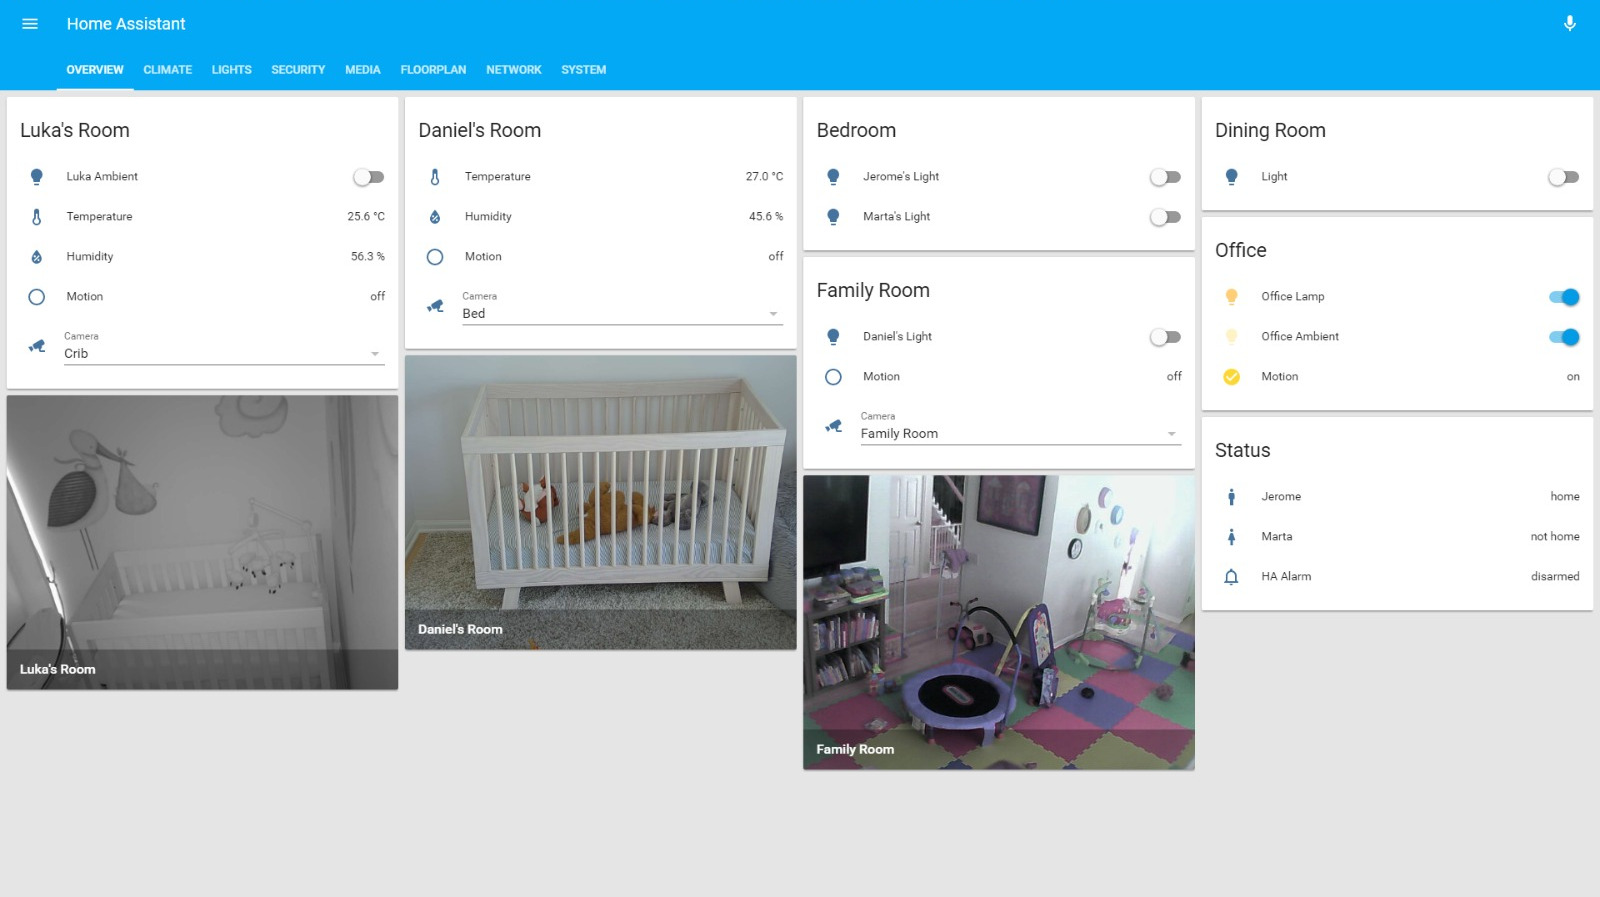 Home Assistant
OVERVIEW CLIMATE LIGHTS SECURITY MEDIA FLOORPLAN NETWORK SYSTEM
Luka's Room
Luka Ambient
Temperature 25.6 °C
Humidity 56.3 %
Motion off
Camera
Crib
Luka's Room
Daniel's Room
Temperature 27.0 °C
Humidity 45.6 %
Motion off
Camera
Bed
Daniel's Room
Bedroom
Jerome's Light
Marta's Light
Family Room
Daniel's Light
Motion off
Camera
Family Room
Family Room
Dining Room
Light
Office
Office Lamp
Office Ambient
Motion on
Status
Jerome home
Marta not home
HA Alarm disarmed